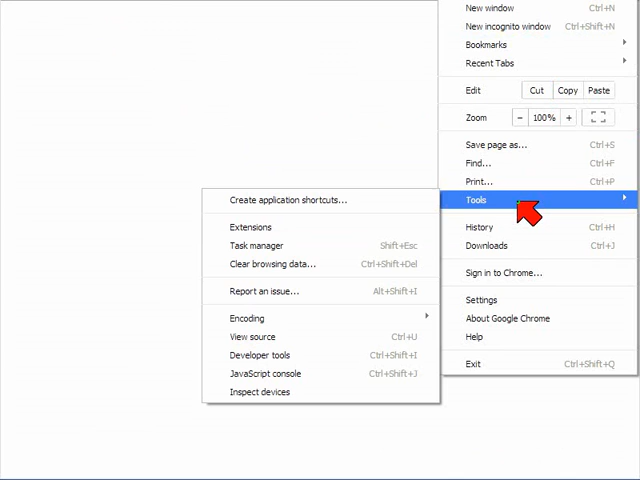 New window Ctrl+N
New incognito window Ctrl+Shift+N
Bookmarks
Recent Tabs
Edit Cut Copy Paste
Zoom − 100% +
Save page as... Ctrl+S
Find... Ctrl+F
Print... Ctrl+P
Tools
History Ctrl+H
Downloads Ctrl+J
Sign in to Chrome...
Settings
About Google Chrome
Help
Exit Ctrl+Shift+Q
Create application shortcuts...
Extensions
Task manager Shift+Esc
Clear browsing data... Ctrl+Shift+Del
Report an issue... Alt+Shift+I
Encoding
View source Ctrl+U
Developer tools Ctrl+Shift+I
JavaScript console Ctrl+Shift+J
Inspect devices